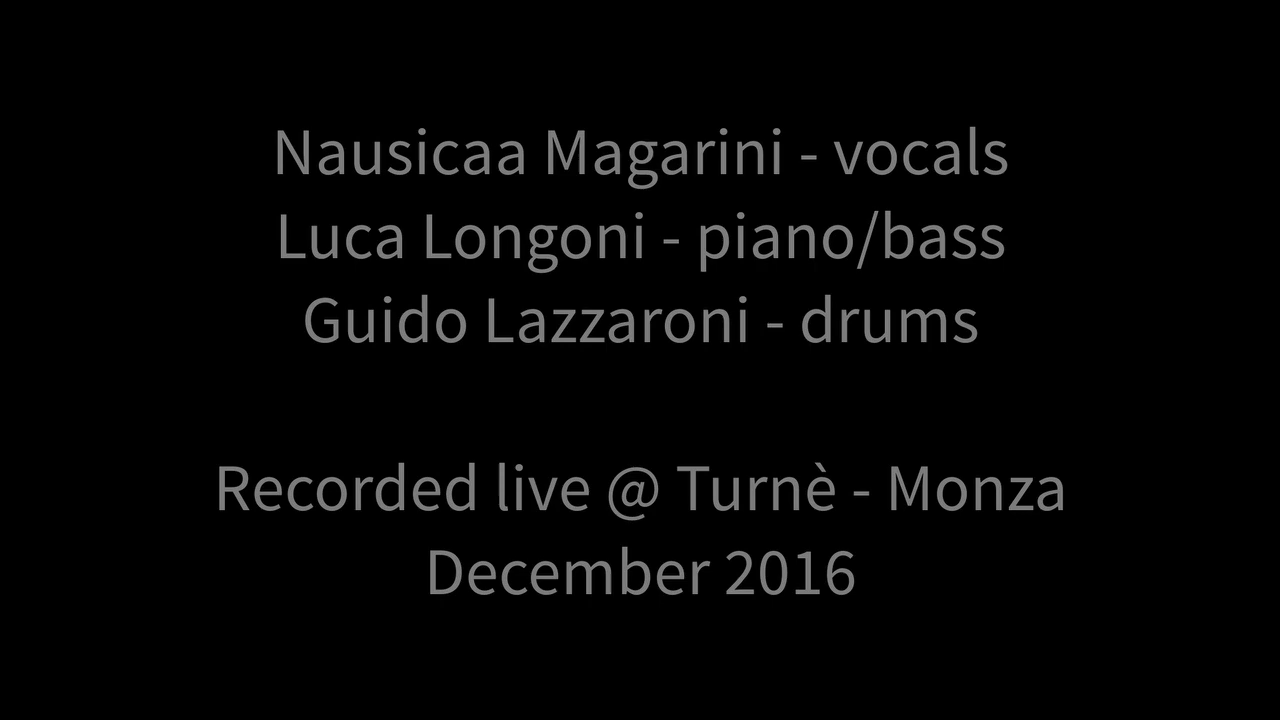 Nausicaa Magarini - vocals
Luca Longoni - piano/bass
Guido Lazzaroni - drums
Recorded live @ Turnè - Monza
December 2016